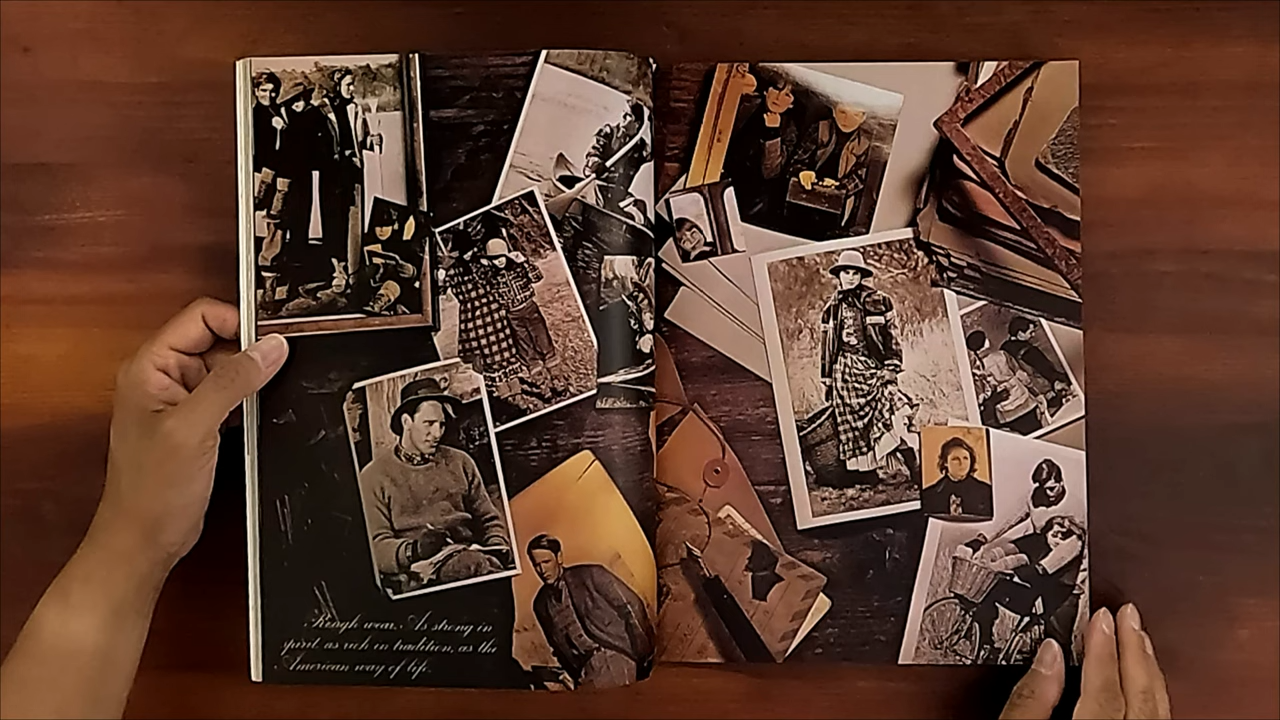 Rough wear. As strong in
spirit, as rich in tradition, as the
American way of life.